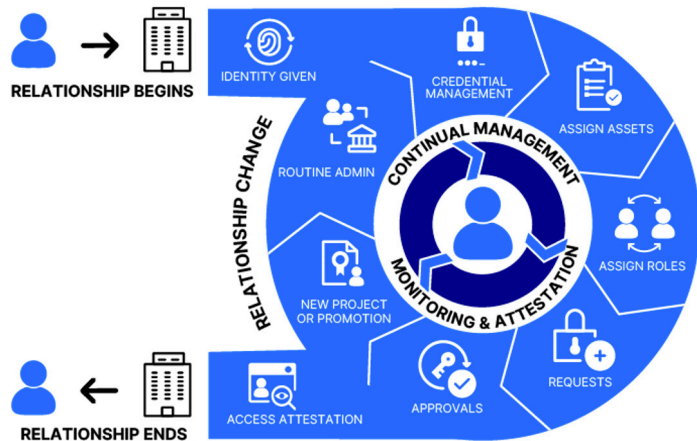 RELATIONSHIP BEGINS
IDENTITY GIVEN
CREDENTIAL
MANAGEMENT
ASSIGN ASSETS
ASSIGN ROLES
REQUESTS
APPROVALS
ACCESS ATTESTATION
NEW PROJECT
OR PROMOTION
ROUTINE ADMIN
RELATIONSHIP CHANGE
CONTINUAL MANAGEMENT
MONITORING & ATTESTATION
RELATIONSHIP ENDS